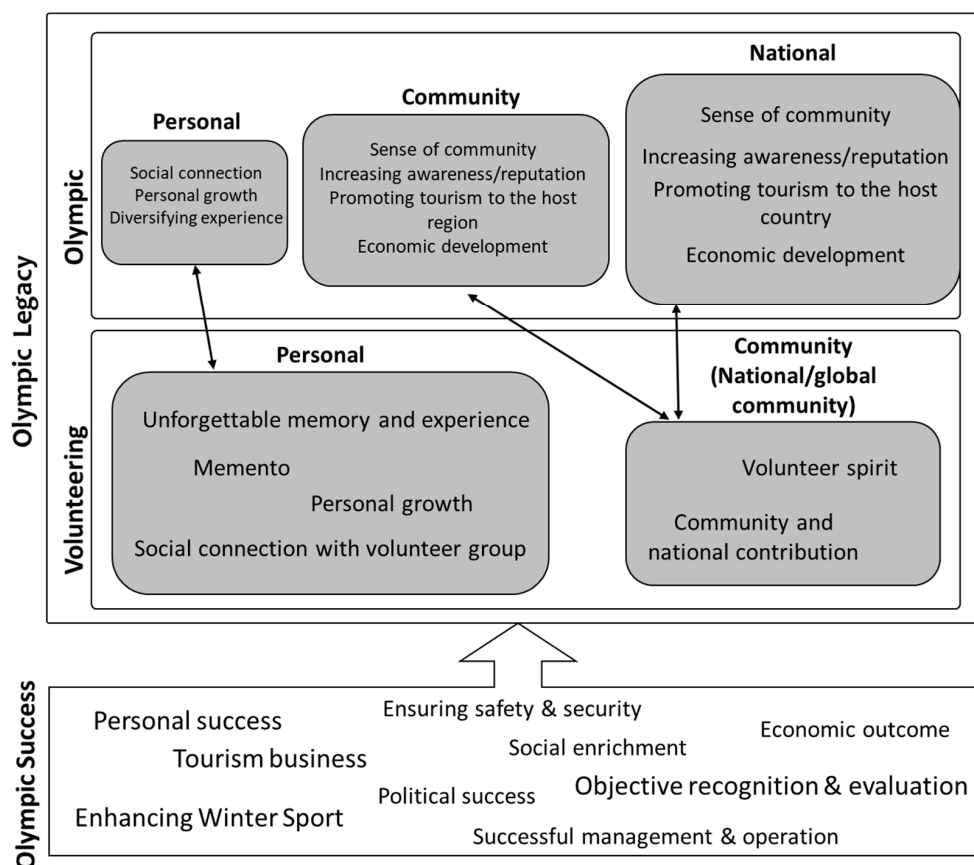 Olympic Legacy
Olympic
Personal
Social connection
Personal growth
Diversifying experience
Community
Sense of community
Increasing awareness/reputation
Promoting tourism to the host
region
Economic development
National
Sense of community
Increasing awareness/reputation
Promoting tourism to the host
country
Economic development
Volunteering
Personal
Unforgettable memory and experience
Memento
Personal growth
Social connection with volunteer group
Community
(National/global
community)
Volunteer spirit
Community and
national contribution
Olympic Success
Personal success
Ensuring safety & security
Economic outcome
Tourism business
Social enrichment
Political success
Objective recognition & evaluation
Enhancing Winter Sport
Successful management & operation